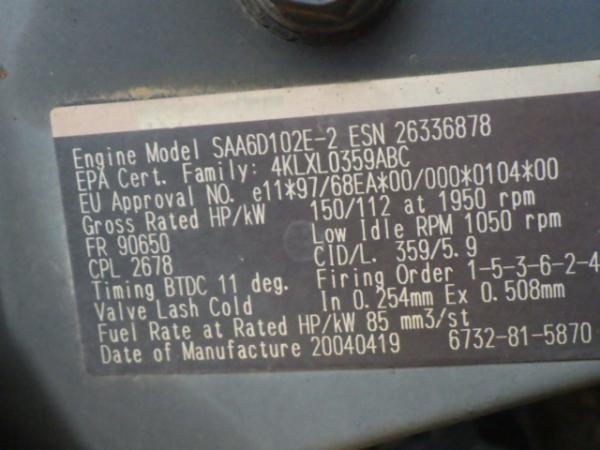 Engine Model SAA6D102E-2 ESN 26336878
EPA Cert. Family: 4KLXL0359ABC
EU Approval NO. e11*97/68EA*00/000*0104*00
Gross Rated HP/kW 150/112 at 1950 rpm
FR 90650 Low Idle RPM 1050 rpm
CPL 2678 CID/L. 359/5.9
Timing BTDC 11 deg. Firing Order 1-5-3-6-2-4
Valve Lash Cold In 0.254mm Ex 0.508mm
Fuel Rate at Rated HP/kW 85 mm3/st
Date of Manufacture 20040419 6732-81-5870